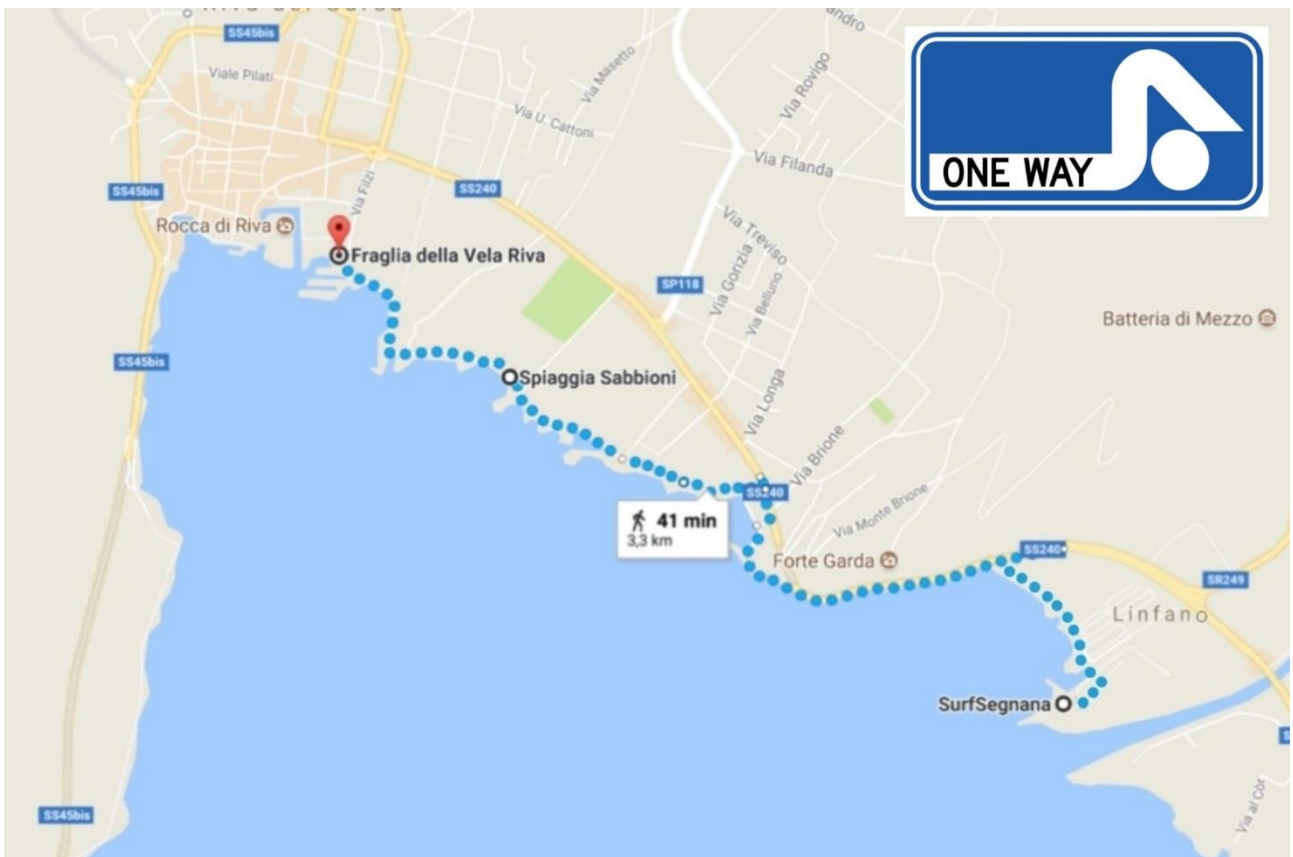 SS45bis
Viale Pilati
Via Masetto
Via U. Cattoni
Via Rovigo
Via Filanda
ONE WAY
SS45bis
Via Filzi
SS240
Rocca di Riva
Fraglia della Vela Riva
Via Treviso
Via Gorizia
Via Belluno
SP118
Batteria di Mezzo
SS45bis
Spiaggia Sabbioni
Via Longa
Via Brione
SS240
41 min
3,3 km
Via Monte Brione
Forte Garda
SS240
SR249
Linfano
SurfSegnana
SS45bis
Via al Còr